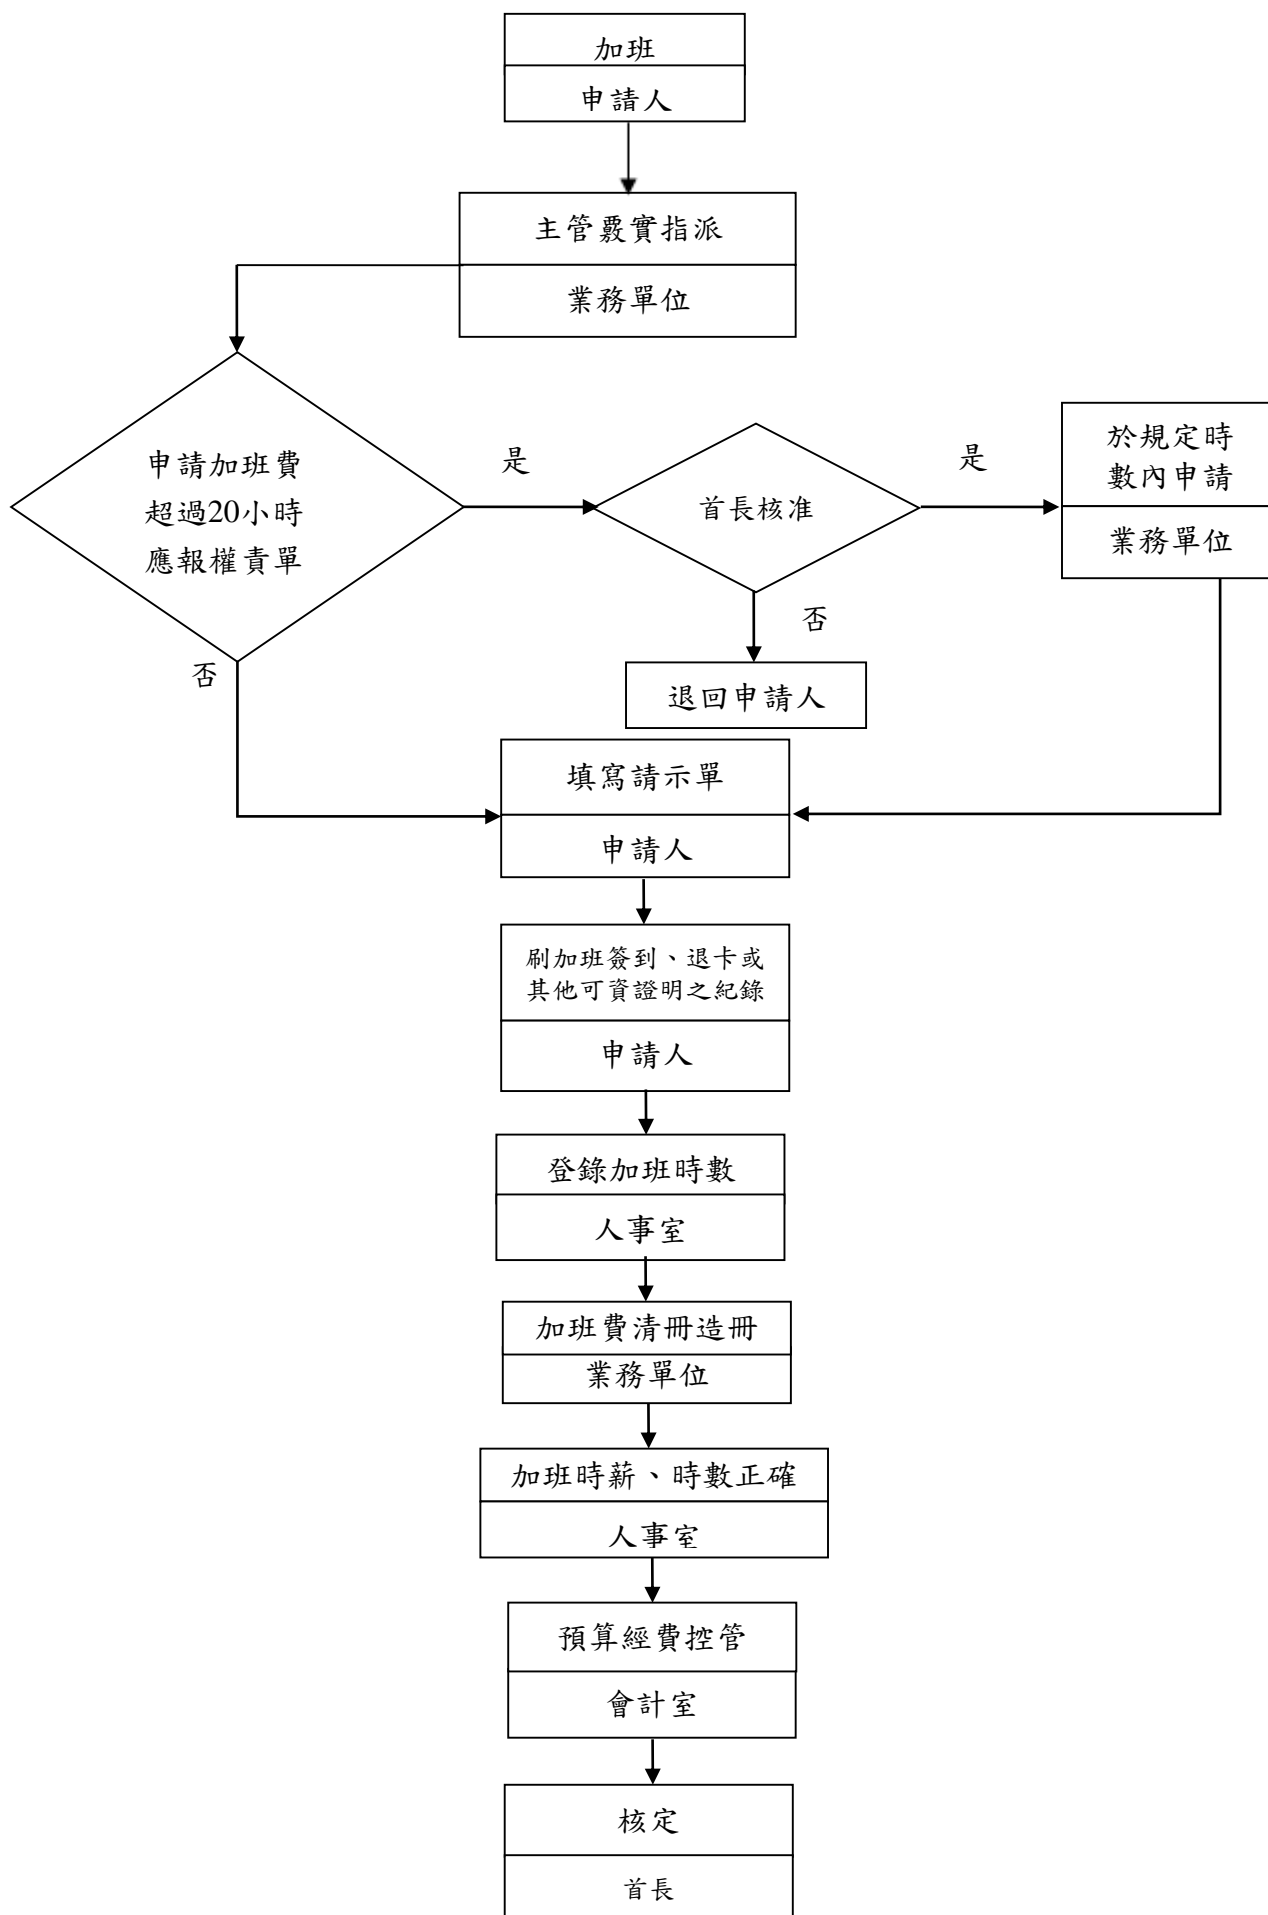 加班
申請人
主管覈實指派
業務單位
申請加班費
超過20小時
應報權責單
是
首長核准
是
於規定時
數內申請
業務單位
否
退回申請人
否
填寫請示單
申請人
刷加班簽到、退卡或
其他可資證明之紀錄
申請人
登錄加班時數
人事室
加班費清冊造冊
業務單位
加班時薪、時數正確
人事室
預算經費控管
會計室
核定
首長